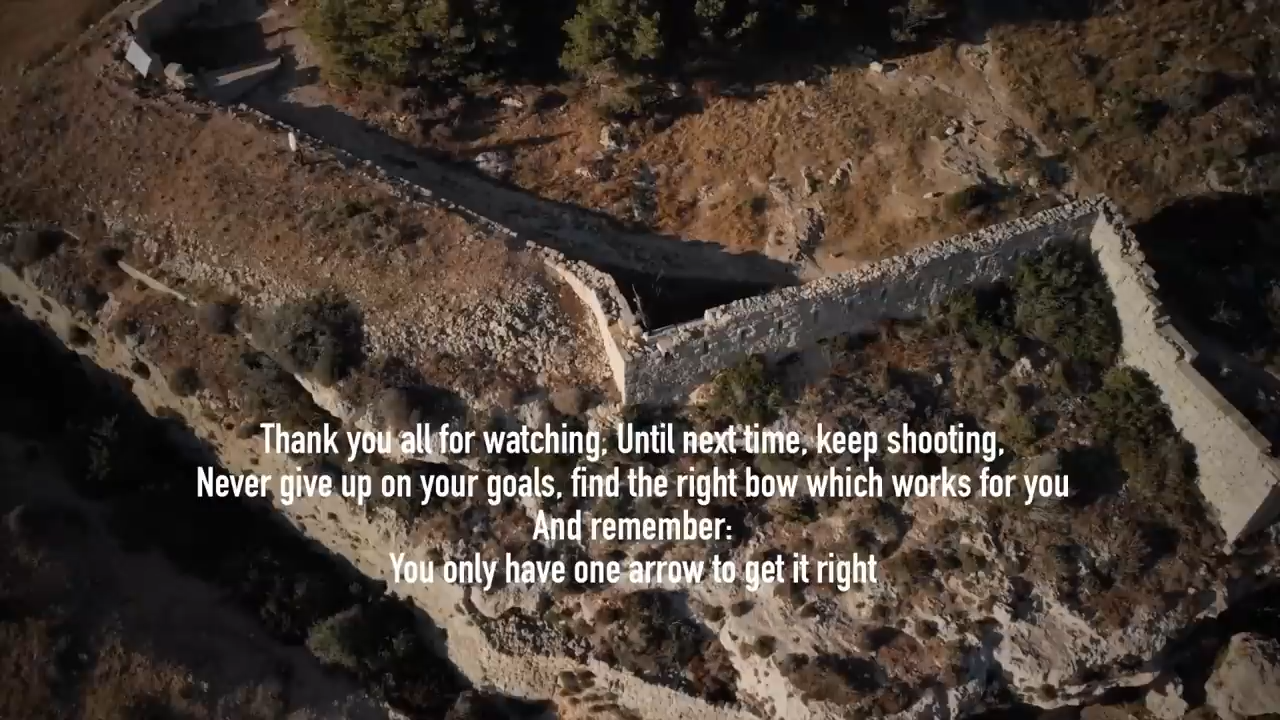 Thank you all for watching, Until next time, keep shooting,
Never give up on your goals, find the right bow which works for you
And remember:
You only have one arrow to get it right